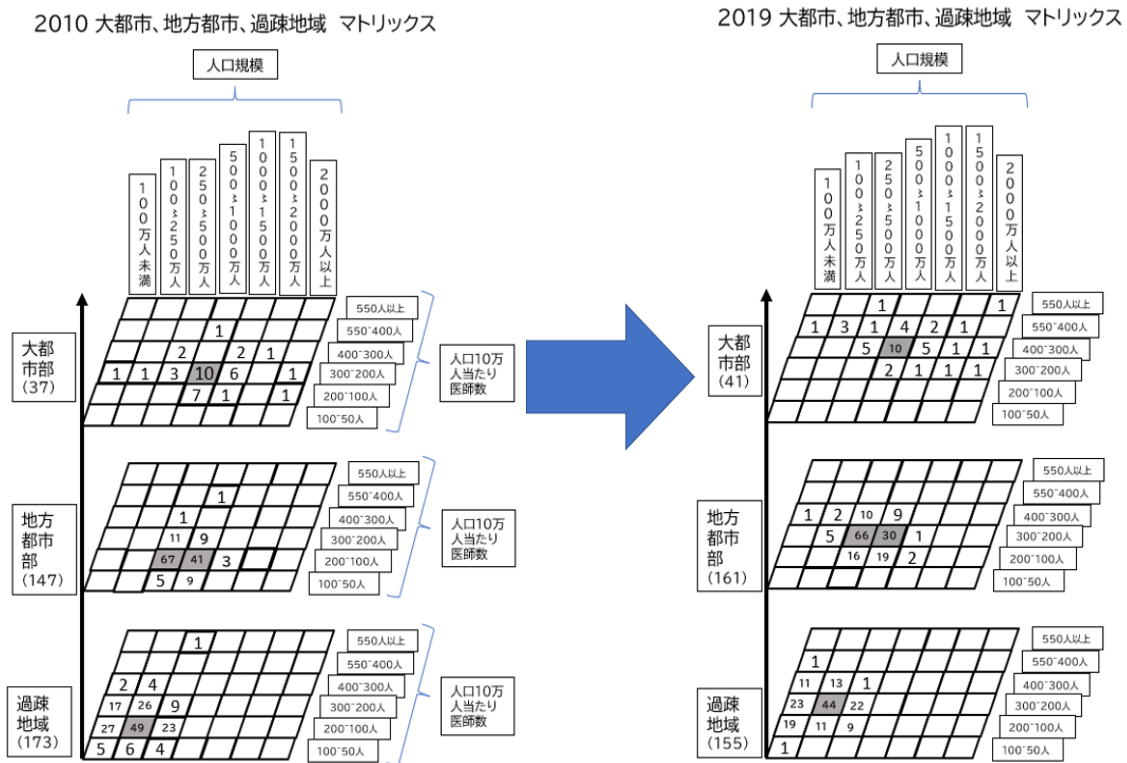 2010 大都市、地方都市、過疎地域 マトリックス
人口規模
100万人未満
100~250万人
250~500万人
500~1000万人
1000~1500万人
1500~2000万人
2000万人以上
大都
市部
(37)
550人以上
1 550~400人
2 2 1 400~300人
1 1 3 10 6 1 300~200人
7 1 1 200~100人
100~50人
人口10万
人当たり
医師数
地方
都市
部
(147)
550人以上
1 550~400人
1 400~300人
11 9 300~200人
67 41 3 200~100人
5 9 100~50人
人口10万
人当たり
医師数
過疎
地域
(173)
1 550人以上
550~400人
2 4 400~300人
17 26 9 300~200人
27 49 23 200~100人
5 6 4 100~50人
人口10万
人当たり
医師数
2019 大都市、地方都市、過疎地域 マトリックス
人口規模
100万人未満
100~250万人
250~500万人
500~1000万人
1000~1500万人
1500~2000万人
2000万人以上
大都
市部
(41)
1 1 550人以上
1 3 1 4 2 1 550~400人
5 10 5 1 1 400~300人
2 1 1 1 300~200人
200~100人
100~50人
地方
都市
部
(161)
550人以上
550~400人
1 2 10 9 400~300人
5 66 30 1 300~200人
16 19 2 200~100人
100~50人
過疎
地域
(155)
550人以上
1 550~400人
11 13 1 400~300人
23 44 22 300~200人
19 11 9 200~100人
1 100~50人